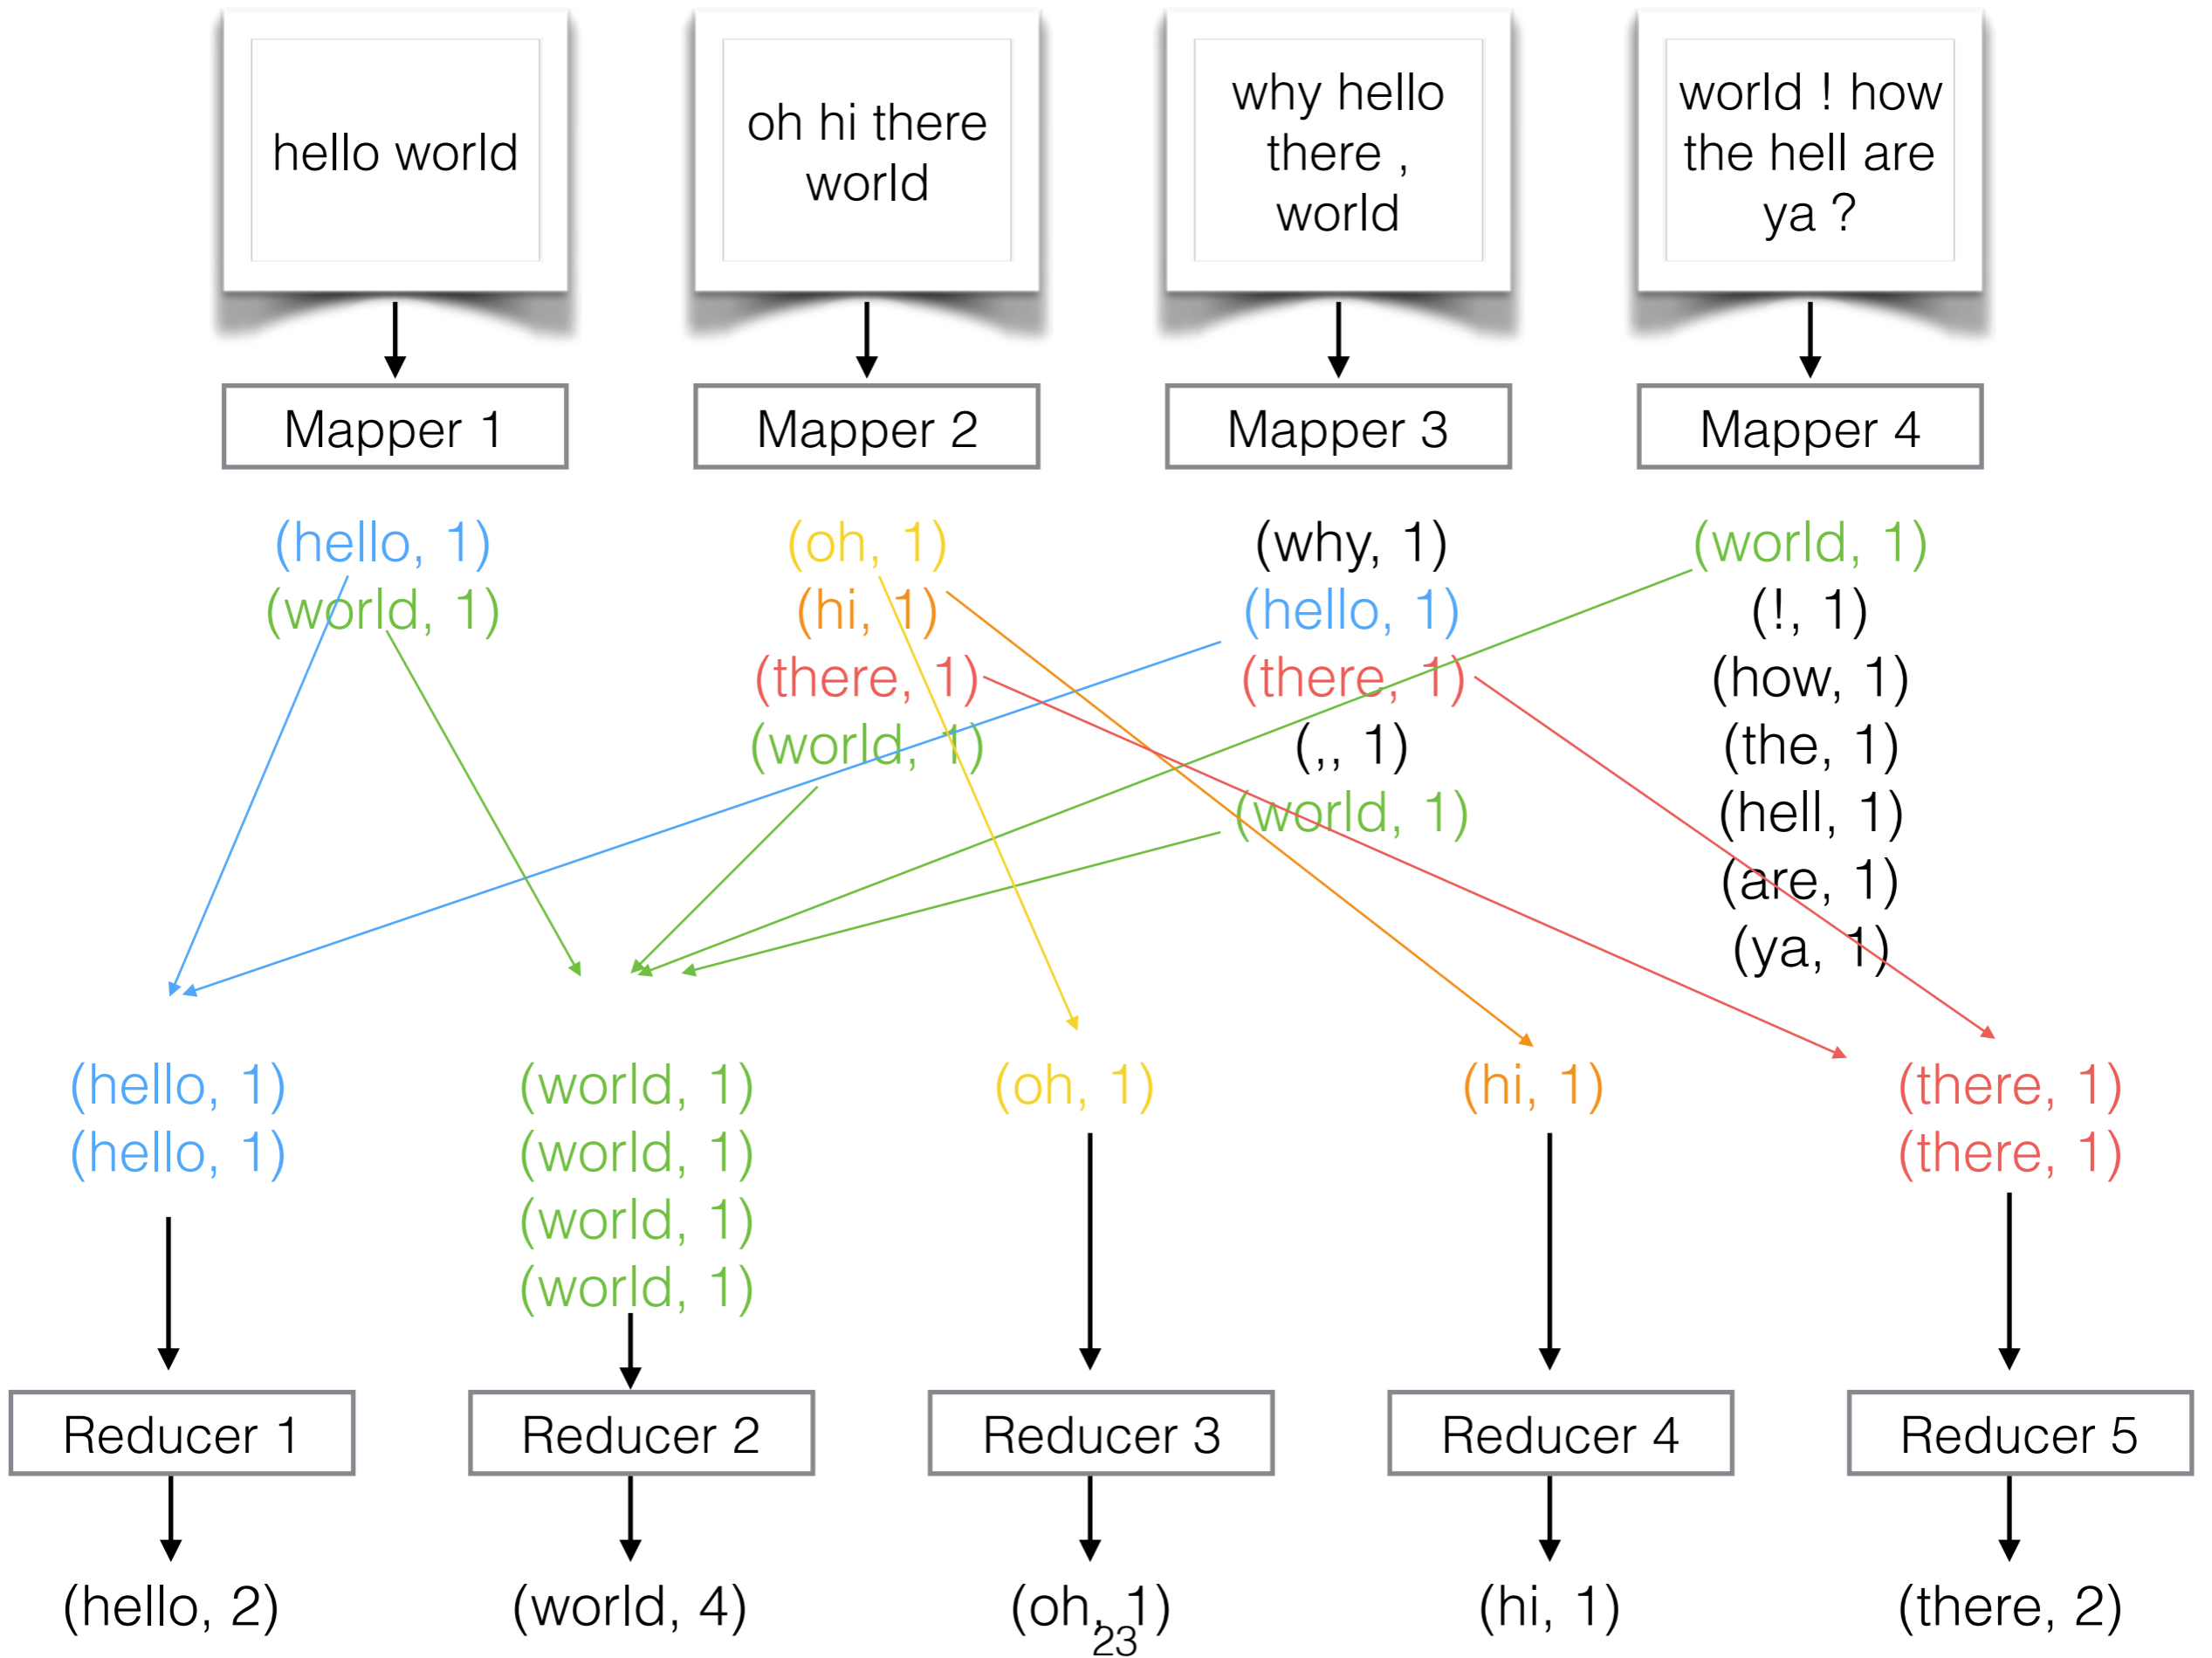 hello world
oh hi there
world
why hello
there ,
world
world ! how
the hell are
ya ?
Mapper 1
Mapper 2
Mapper 3
Mapper 4
(hello, 1)
(world, 1)
(oh, 1)
(hi, 1)
(there, 1)
(world, 1)
(why, 1)
(hello, 1)
(there, 1)
(,, 1)
(world, 1)
(world, 1)
(!, 1)
(how, 1)
(the, 1)
(hell, 1)
(are, 1)
(ya, 1)
(hello, 1)
(hello, 1)
(world, 1)
(world, 1)
(world, 1)
(world, 1)
(oh, 1)
(hi, 1)
(there, 1)
(there, 1)
Reducer 1
Reducer 2
Reducer 3
Reducer 4
Reducer 5
(hello, 2)
(world, 4)
(oh, 1)
(hi, 1)
(there, 2)
23